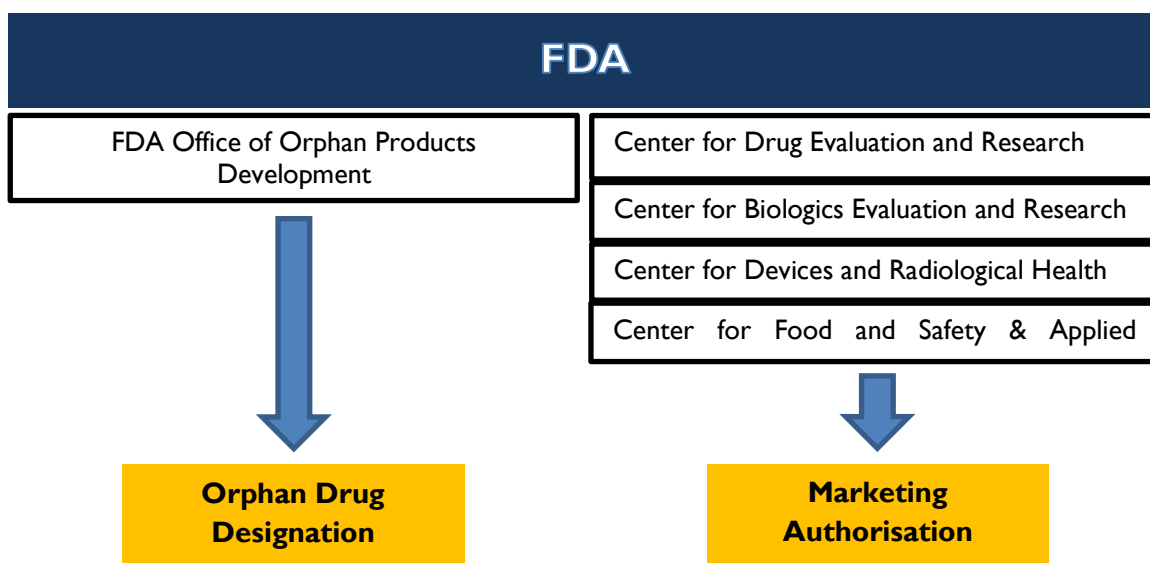 FDA
FDA Office of Orphan Products
Development
Center for Drug Evaluation and Research
Center for Biologics Evaluation and Research
Center for Devices and Radiological Health
Center for Food and Safety & Applied
Orphan Drug
Designation
Marketing
Authorisation